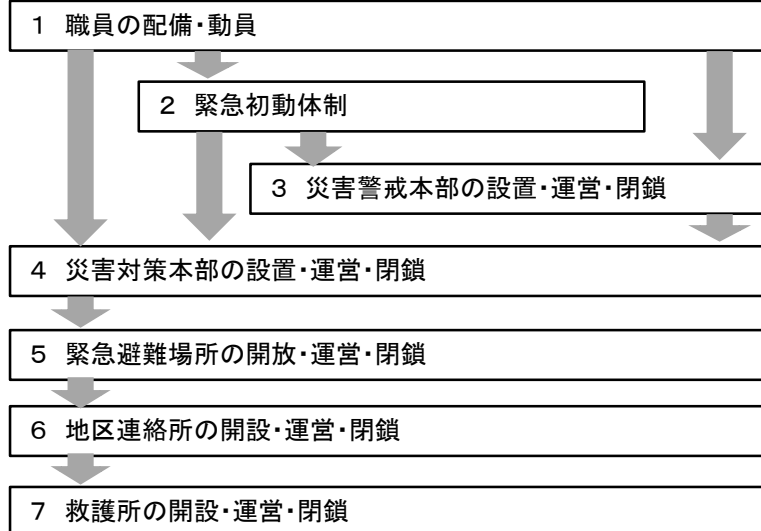 １ 職員の配備・動員
２ 緊急初動体制
３ 災害警戒本部の設置・運営・閉鎖
４ 災害対策本部の設置・運営・閉鎖
５ 緊急避難場所の開放・運営・閉鎖
６ 地区連絡所の開設・運営・閉鎖
７ 救護所の開設・運営・閉鎖